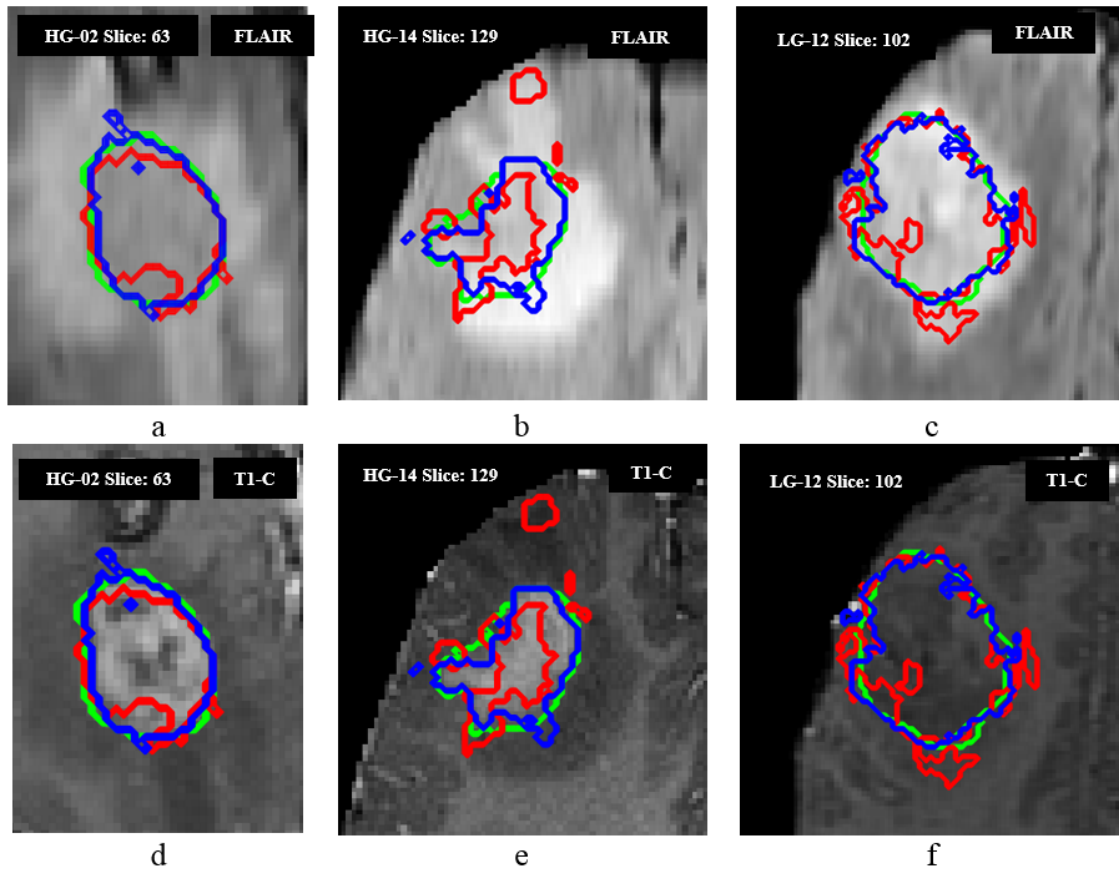 HG-02 Slice: 63 FLAIR
HG-14 Slice: 129 FLAIR
LG-12 Slice: 102 FLAIR
a b c
HG-02 Slice: 63 T1-C
HG-14 Slice: 129 T1-C
LG-12 Slice: 102 T1-C
d e f